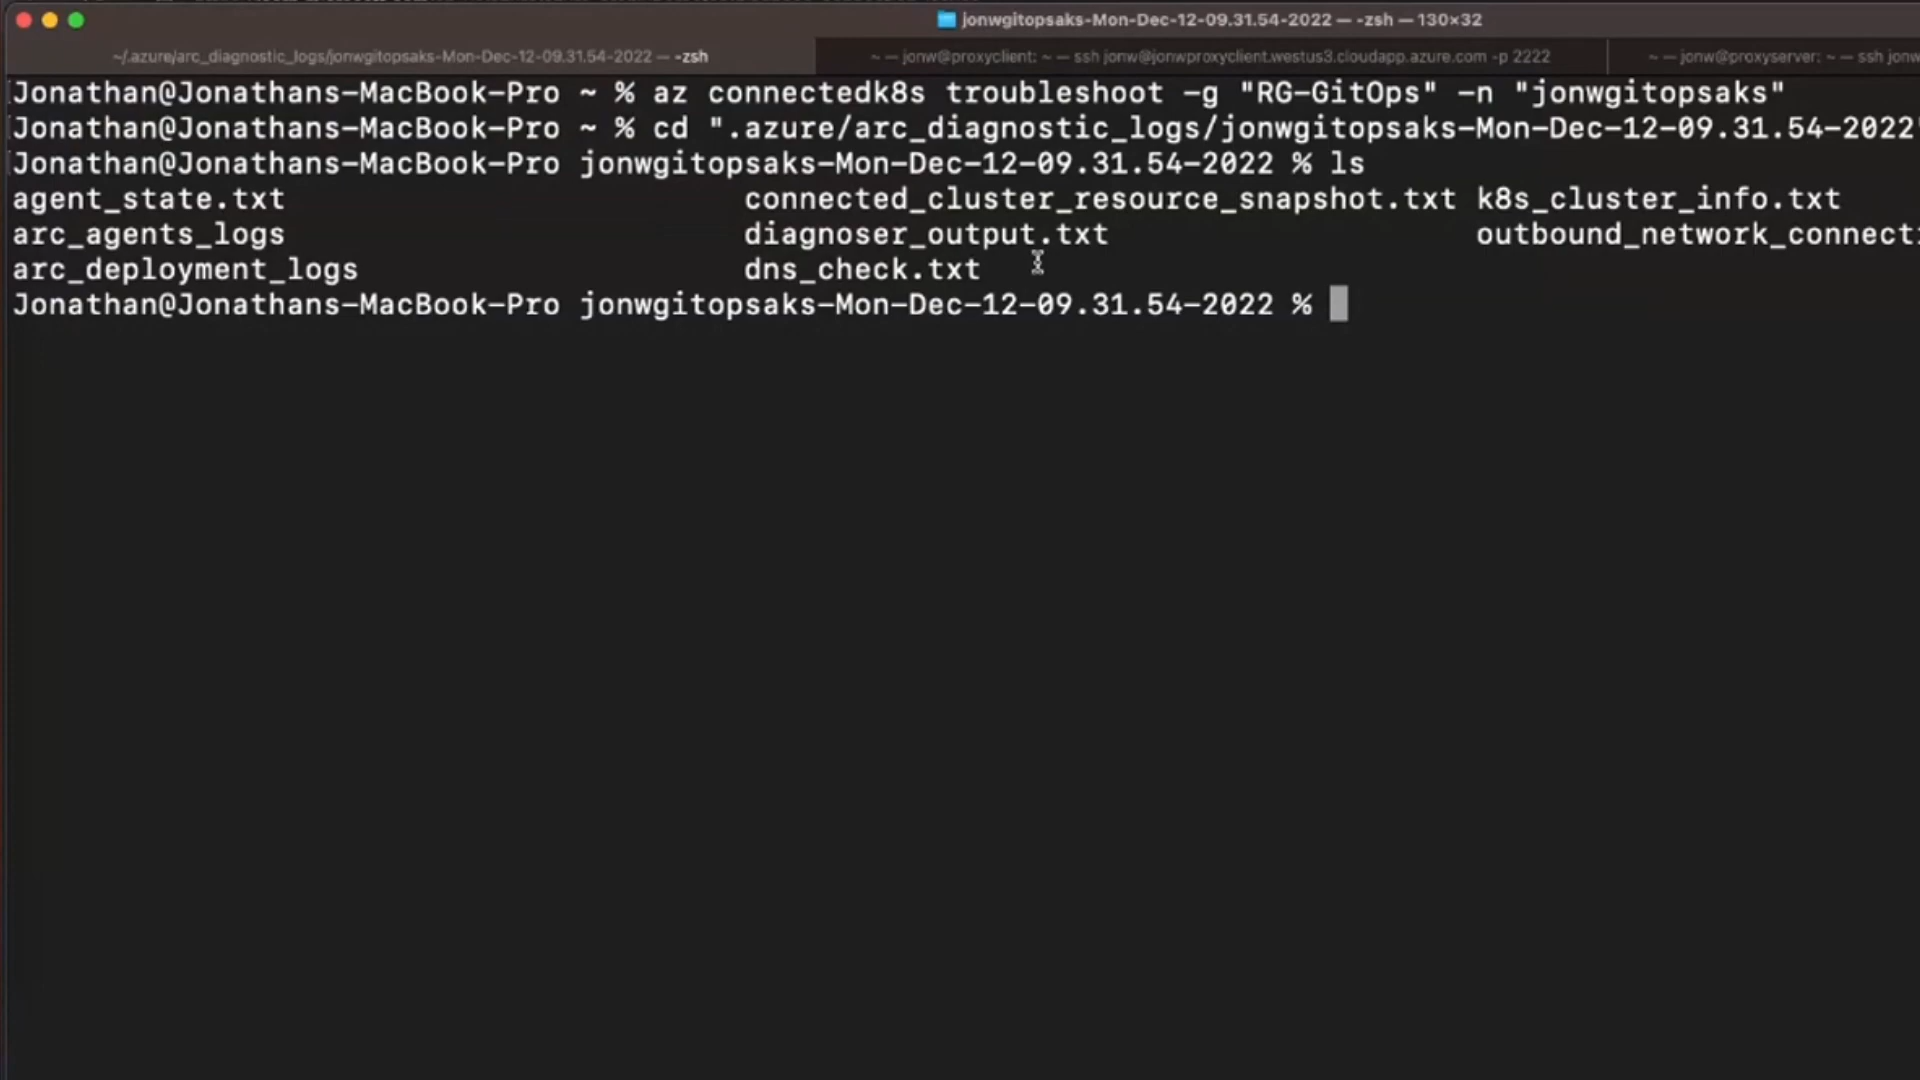 jonwgitopsaks-Mon-Dec-12-09.31.54-2022 — -zsh — 130×32
~/.azure/arc_diagnostic_logs/jonwgitopsaks-Mon-Dec-12-09.31.54-2022 — -zsh
~ — jonw@proxyclient: ~ — ssh jonw@jonwproxyclient.westus3.cloudapp.azure.com -p 2222
~ — jonw@proxyserver: ~ — ssh jonw
Jonathan@Jonathans-MacBook-Pro ~ % az connectedk8s troubleshoot -g "RG-GitOps" -n "jonwgitopsaks"
Jonathan@Jonathans-MacBook-Pro ~ % cd ".azure/arc_diagnostic_logs/jonwgitopsaks-Mon-Dec-12-09.31.54-2022
Jonathan@Jonathans-MacBook-Pro jonwgitopsaks-Mon-Dec-12-09.31.54-2022 % ls
agent_state.txt connected_cluster_resource_snapshot.txt k8s_cluster_info.txt
arc_agents_logs diagnoser_output.txt outbound_network_connect
arc_deployment_logs dns_check.txt
Jonathan@Jonathans-MacBook-Pro jonwgitopsaks-Mon-Dec-12-09.31.54-2022 %